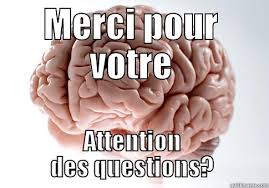 Merci pour
votre
Attention
des questions?